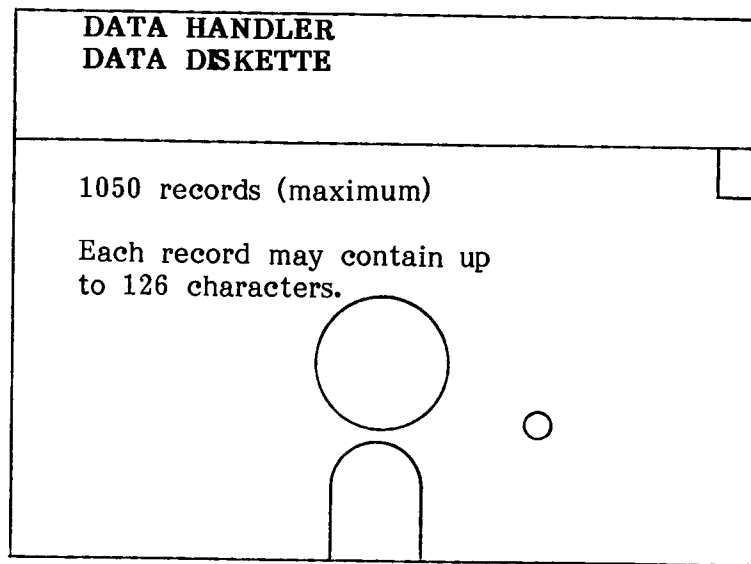 DATA HANDLER
DATA DISKETTE
1050 records (maximum)
Each record may contain up
to 126 characters.